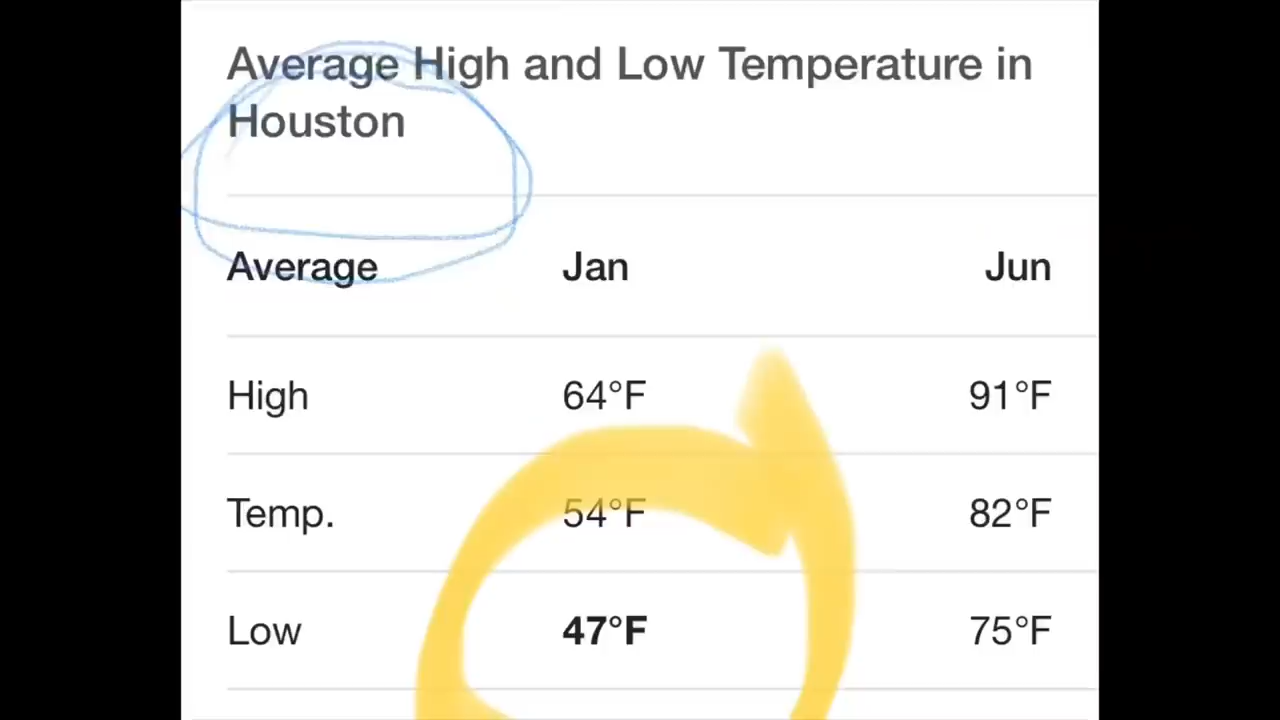 Average High and Low Temperature in
Houston
Average Jan Jun
High 64°F 91°F
Temp. 54°F 82°F
Low 47°F 75°F